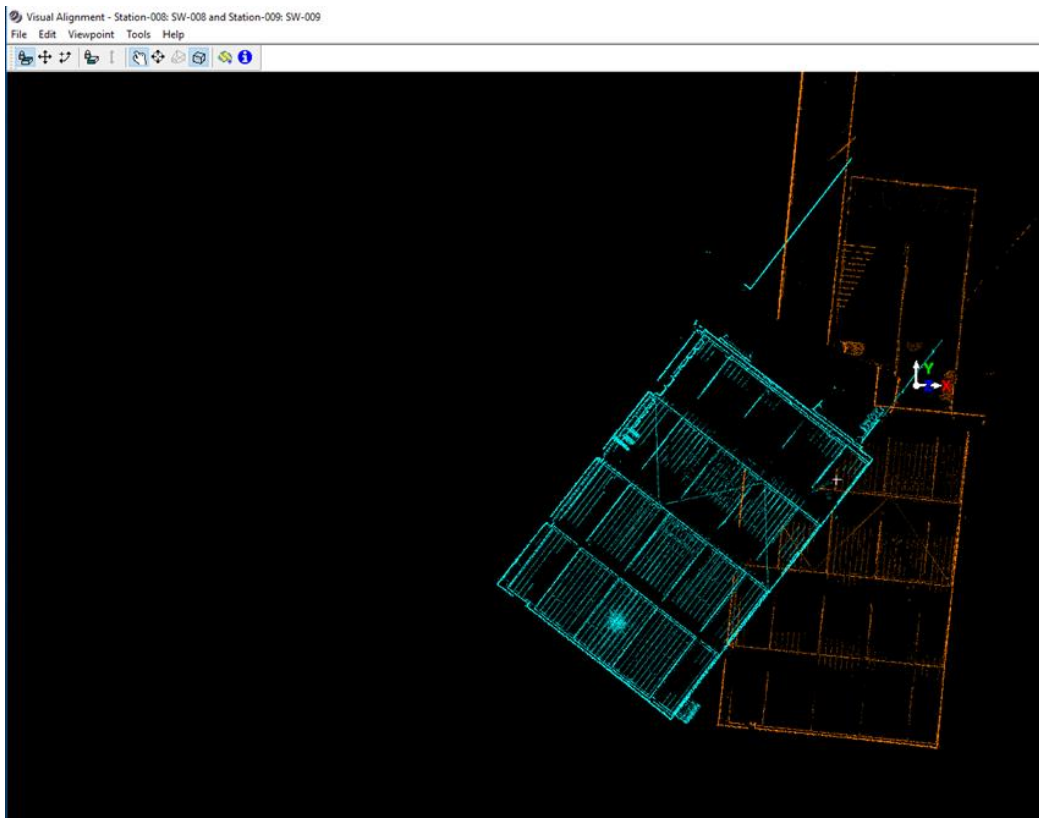 Visual Alignment - Station-008: SW-008 and Station-009: SW-009
File Edit Viewpoint Tools Help
Y
Z X